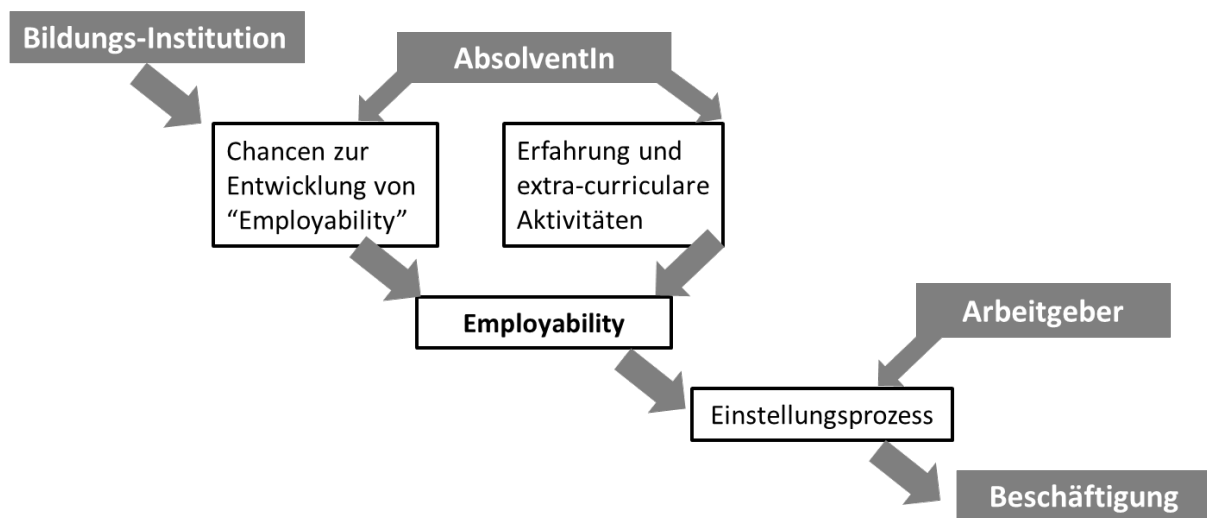 Bildungs-Institution
AbsolventIn
Chancen zur
Entwicklung von
“Employability”
Erfahrung und
extra-curriculare
Aktivitäten
Employability
Arbeitgeber
Einstellungsprozess
Beschäftigung